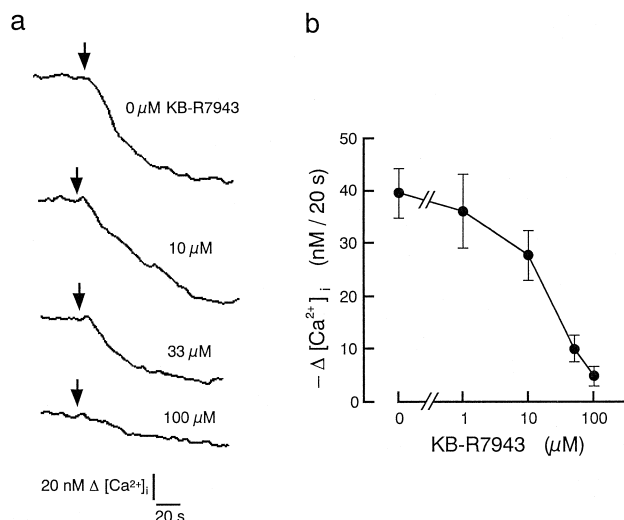 a
0 µM KB-R7943
10 µM
33 µM
100 µM
20 nM Δ [Ca²⁺]ᵢ
20 s
b
50
40
30
20
10
0
− Δ [Ca²⁺]ᵢ (nM / 20 s)
0 1 10 100
KB-R7943 (µM)